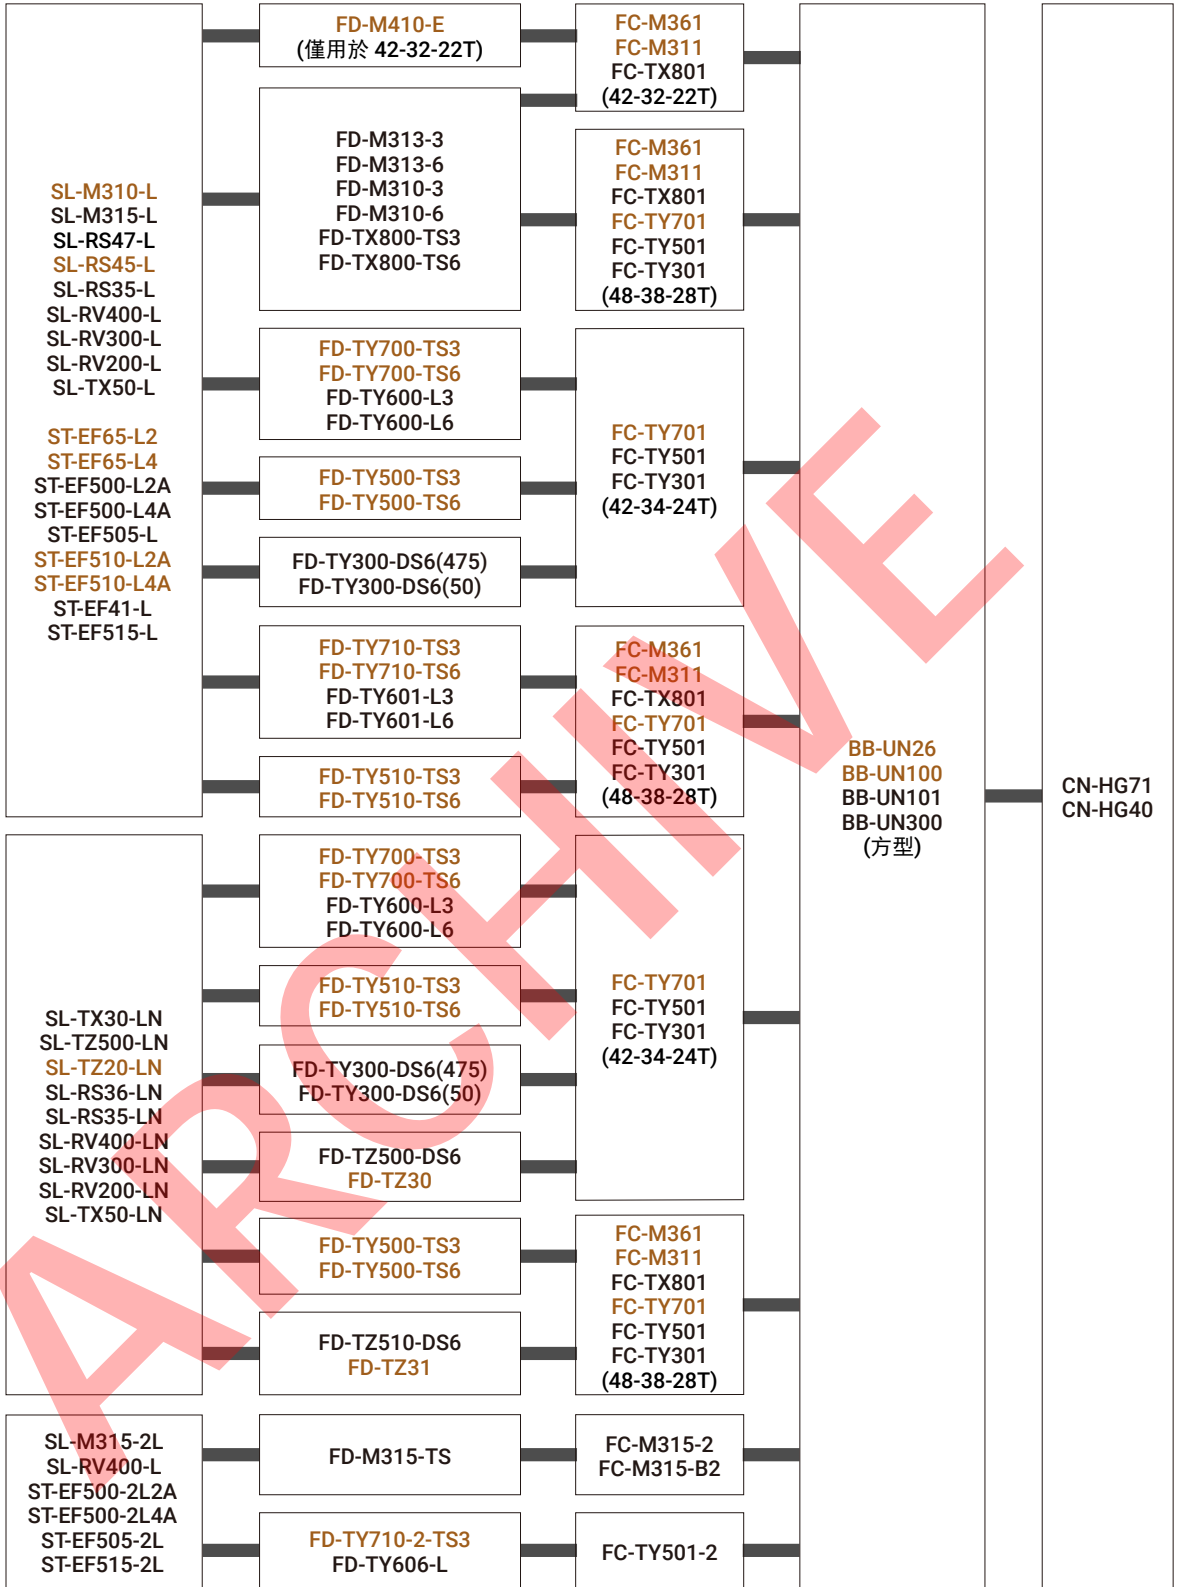 SL-M310-L
SL-M315-L
SL-RS47-L
SL-RS45-L
SL-RS35-L
SL-RV400-L
SL-RV300-L
SL-RV200-L
SL-TX50-L
ST-EF65-L2
ST-EF65-L4
ST-EF500-L2A
ST-EF500-L4A
ST-EF505-L
ST-EF510-L2A
ST-EF510-L4A
ST-EF41-L
ST-EF515-L
FD-M410-E
(僅用於 42-32-22T)
FD-M313-3
FD-M313-6
FD-M310-3
FD-M310-6
FD-TX800-TS3
FD-TX800-TS6
FD-TY700-TS3
FD-TY700-TS6
FD-TY600-L3
FD-TY600-L6
FD-TY500-TS3
FD-TY500-TS6
FD-TY300-DS6(475)
FD-TY300-DS6(50)
FD-TY710-TS3
FD-TY710-TS6
FD-TY601-L3
FD-TY601-L6
FD-TY510-TS3
FD-TY510-TS6
FC-M361
FC-M311
FC-TX801
(42-32-22T)
FC-M361
FC-M311
FC-TX801
FC-TY701
FC-TY501
FC-TY301
(48-38-28T)
FC-TY701
FC-TY501
FC-TY301
(42-34-24T)
FC-M361
FC-M311
FC-TX801
FC-TY701
FC-TY501
FC-TY301
(48-38-28T)
SL-TX30-LN
SL-TZ500-LN
SL-TZ20-LN
SL-RS36-LN
SL-RS35-LN
SL-RV400-LN
SL-RV300-LN
SL-RV200-LN
SL-TX50-LN
FD-TY700-TS3
FD-TY700-TS6
FD-TY600-L3
FD-TY600-L6
FD-TY510-TS3
FD-TY510-TS6
FD-TY300-DS6(475)
FD-TY300-DS6(50)
FD-TZ500-DS6
FD-TZ30
FD-TY500-TS3
FD-TY500-TS6
FD-TZ510-DS6
FD-TZ31
FC-TY701
FC-TY501
FC-TY301
(42-34-24T)
FC-M361
FC-M311
FC-TX801
FC-TY701
FC-TY501
FC-TY301
(48-38-28T)
SL-M315-2L
SL-RV400-L
ST-EF500-2L2A
ST-EF500-2L4A
ST-EF505-2L
ST-EF515-2L
FD-M315-TS
FD-TY710-2-TS3
FD-TY606-L
FC-M315-2
FC-M315-B2
FC-TY501-2
BB-UN26
BB-UN100
BB-UN101
BB-UN300
(方型)
CN-HG71
CN-HG40
ARCHIVE